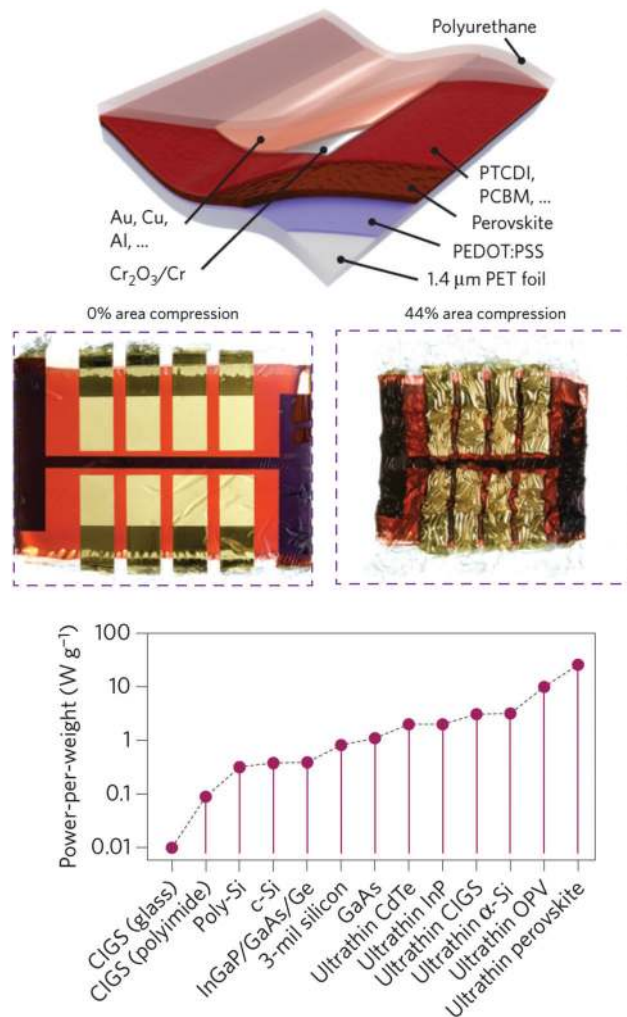 Polyurethane
Au, Cu,
Al, ...
Cr₂O₃/Cr
PTCDI,
PCBM, ...
Perovskite
PEDOT:PSS
1.4 μm PET foil
0% area compression
44% area compression
Power-per-weight (W g⁻¹)
100
10
1
0.1
0.01
CIGS (glass)
CIGS (polyimide)
Poly-Si
c-Si
InGaP/GaAs/Ge
3-mil silicon
GaAs
Ultrathin CdTe
Ultrathin InP
Ultrathin CIGS
Ultrathin α-Si
Ultrathin OPV
Ultrathin perovskite